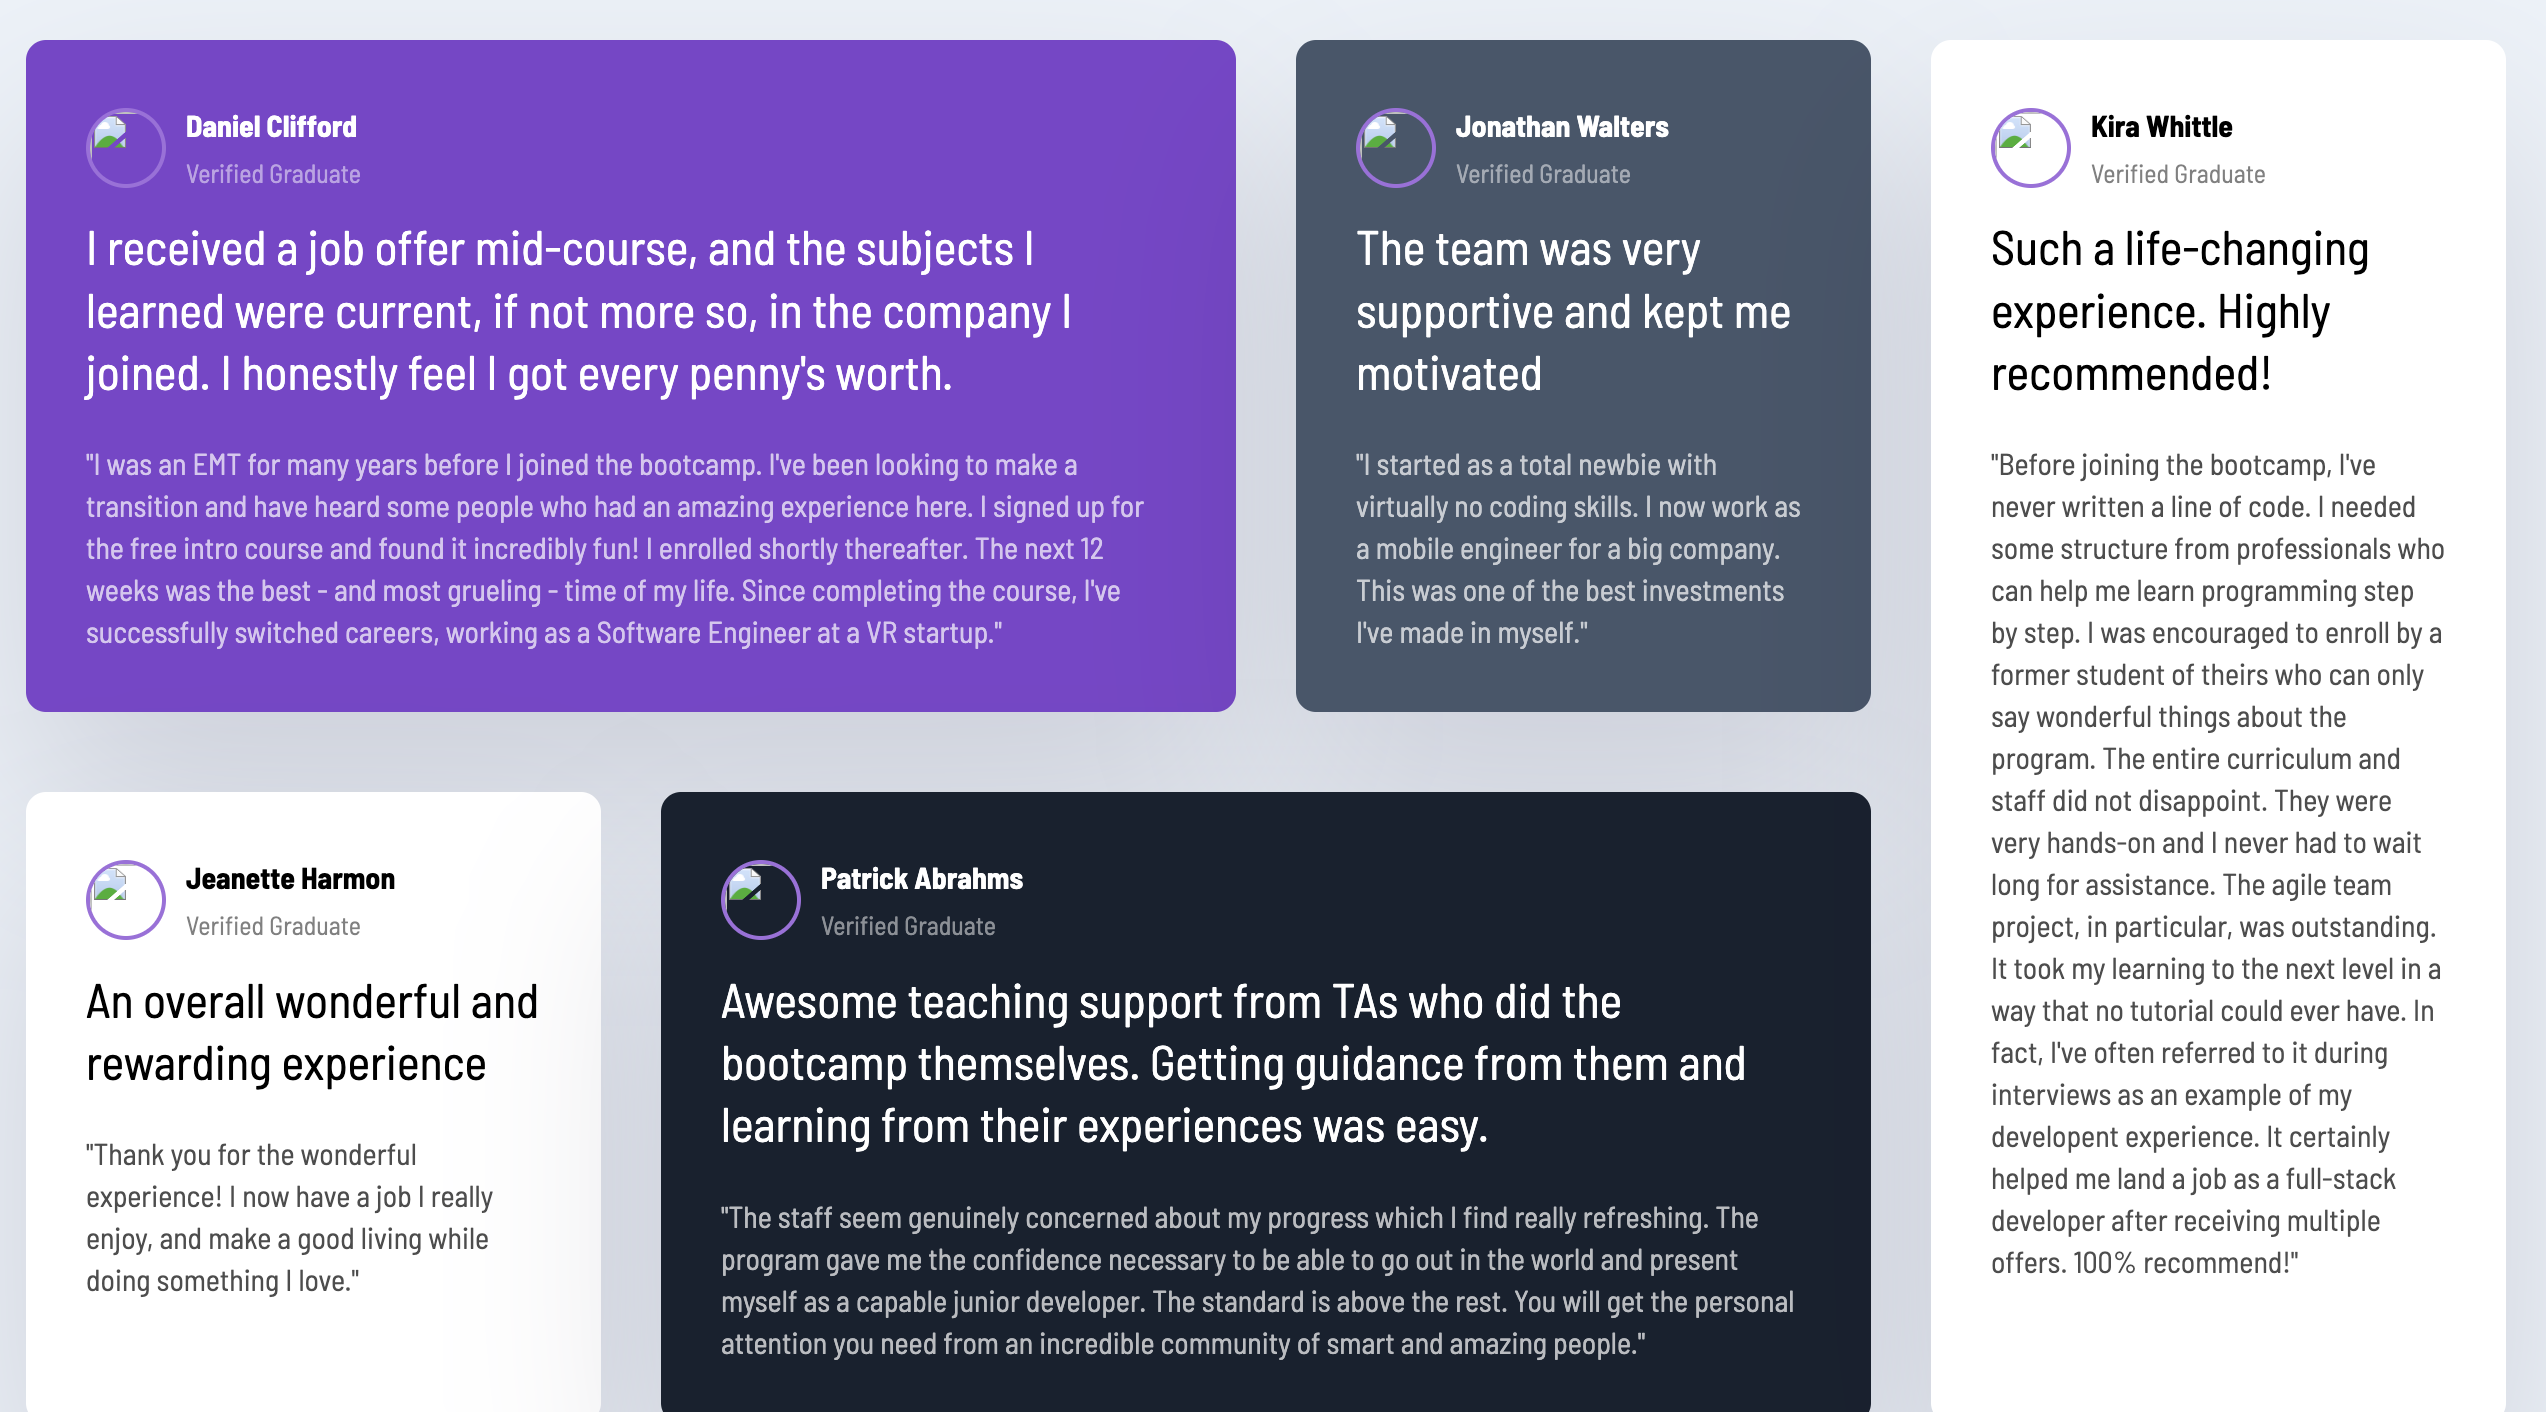 Daniel Clifford
Verified Graduate
I received a job offer mid-course, and the subjects I
learned were current, if not more so, in the company I
joined. I honestly feel I got every penny's worth.
"I was an EMT for many years before I joined the bootcamp. I've been looking to make a
transition and have heard some people who had an amazing experience here. I signed up for
the free intro course and found it incredibly fun! I enrolled shortly thereafter. The next 12
weeks was the best - and most grueling - time of my life. Since completing the course, I've
successfully switched careers, working as a Software Engineer at a VR startup."
Jonathan Walters
Verified Graduate
The team was very
supportive and kept me
motivated
"I started as a total newbie with
virtually no coding skills. I now work as
a mobile engineer for a big company.
This was one of the best investments
I've made in myself."
Kira Whittle
Verified Graduate
Such a life-changing
experience. Highly
recommended!
"Before joining the bootcamp, I've
never written a line of code. I needed
some structure from professionals who
can help me learn programming step
by step. I was encouraged to enroll by a
former student of theirs who can only
say wonderful things about the
program. The entire curriculum and
staff did not disappoint. They were
very hands-on and I never had to wait
long for assistance. The agile team
project, in particular, was outstanding.
It took my learning to the next level in a
way that no tutorial could ever have. In
fact, I've often referred to it during
interviews as an example of my
developent experience. It certainly
helped me land a job as a full-stack
developer after receiving multiple
offers. 100% recommend!"
Jeanette Harmon
Verified Graduate
An overall wonderful and
rewarding experience
"Thank you for the wonderful
experience! I now have a job I really
enjoy, and make a good living while
doing something I love."
Patrick Abrahms
Verified Graduate
Awesome teaching support from TAs who did the
bootcamp themselves. Getting guidance from them and
learning from their experiences was easy.
"The staff seem genuinely concerned about my progress which I find really refreshing. The
program gave me the confidence necessary to be able to go out in the world and present
myself as a capable junior developer. The standard is above the rest. You will get the personal
attention you need from an incredible community of smart and amazing people."